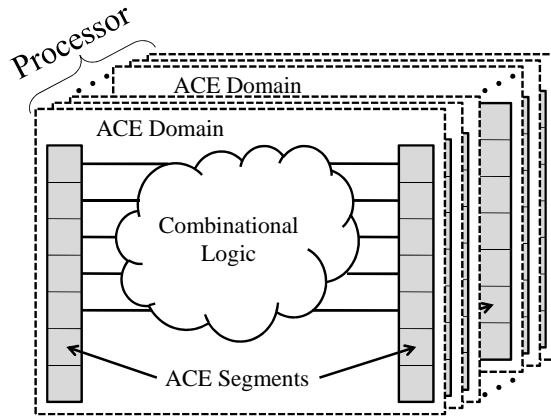 Processor
ACE Domain
ACE Domain
Combinational
Logic
ACE Segments